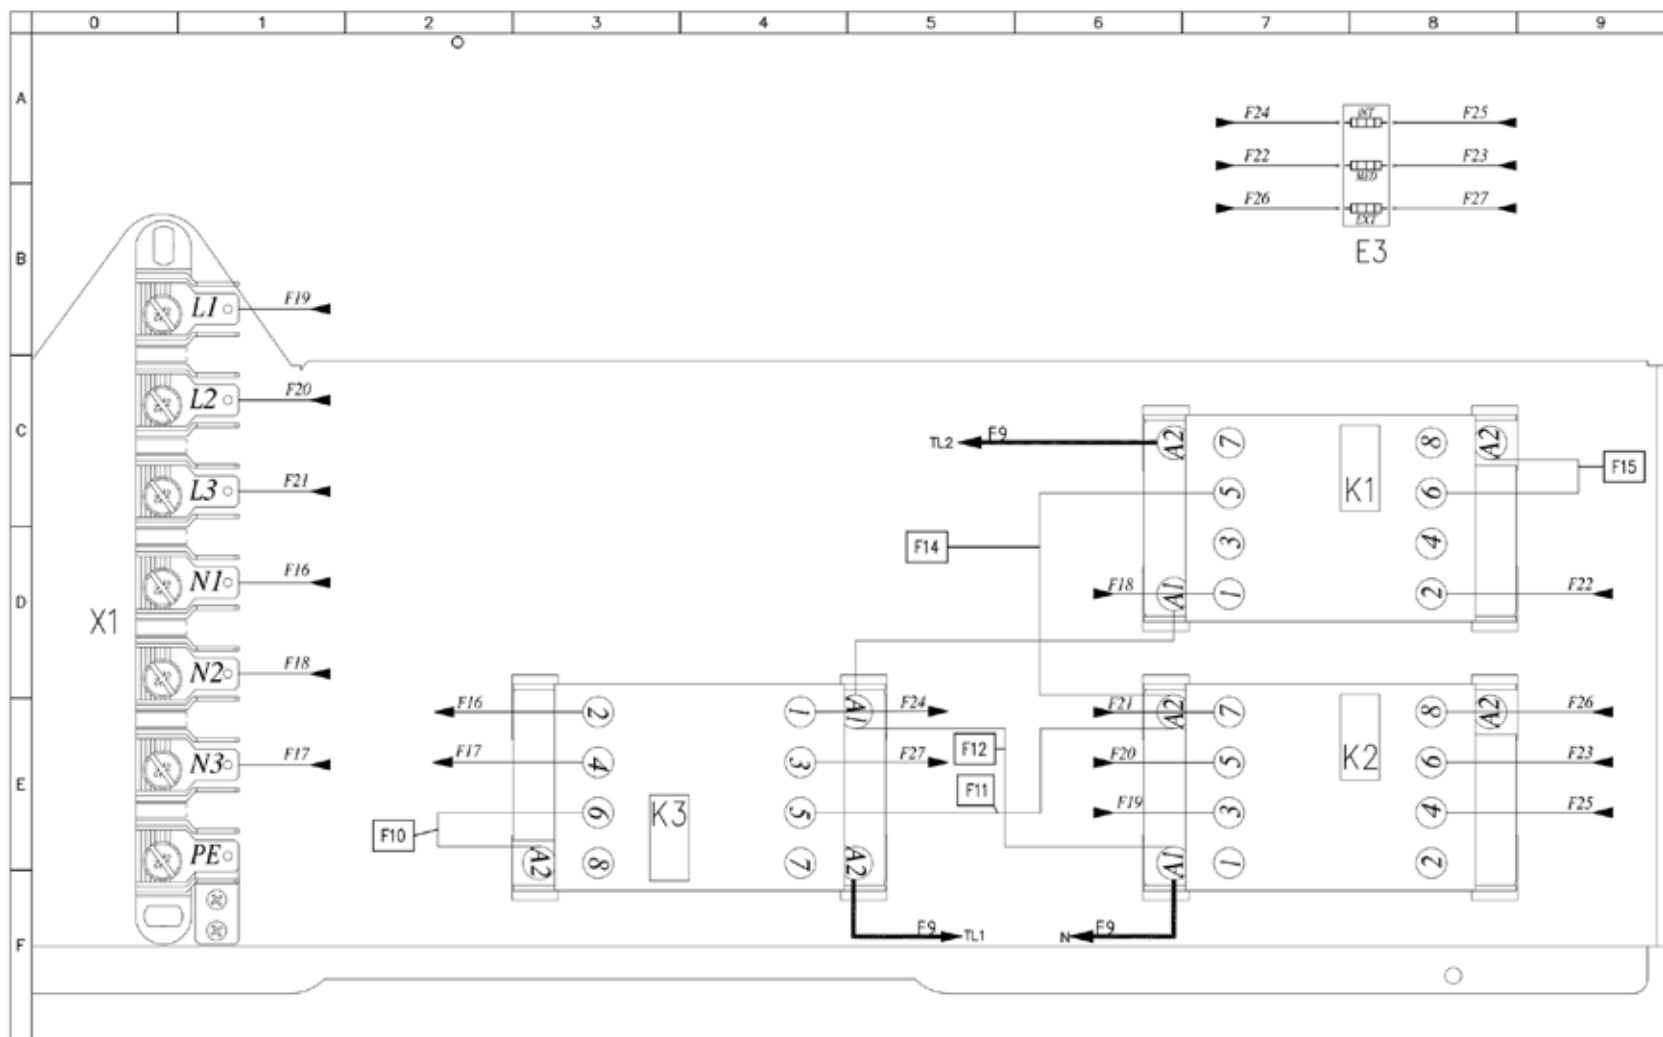 0 1 2 3 4 5 6 7 8 9
A
F24 INT F25
F22 F23
MED
F26 F27
EXT
B
E3
L1 F19
L2 F20
C
TL2 F9 A2 7 8 A2
K1
F15
L3 F21
5 6
F14
3 4
N1 F16
D
F18 A1 1 2 F22
X1
N2 F18
F16 2 1 A1 F24 F21 A2 7 8 A2 F26
F12
K2
N3 F17
F17 4 3 F27 F20 5 6 F23
E
F11
K3
6 5 F19 3 4 F25
F10
PE
A2 8 7 A2 A1 1 2
F9 TL1 N F9
F